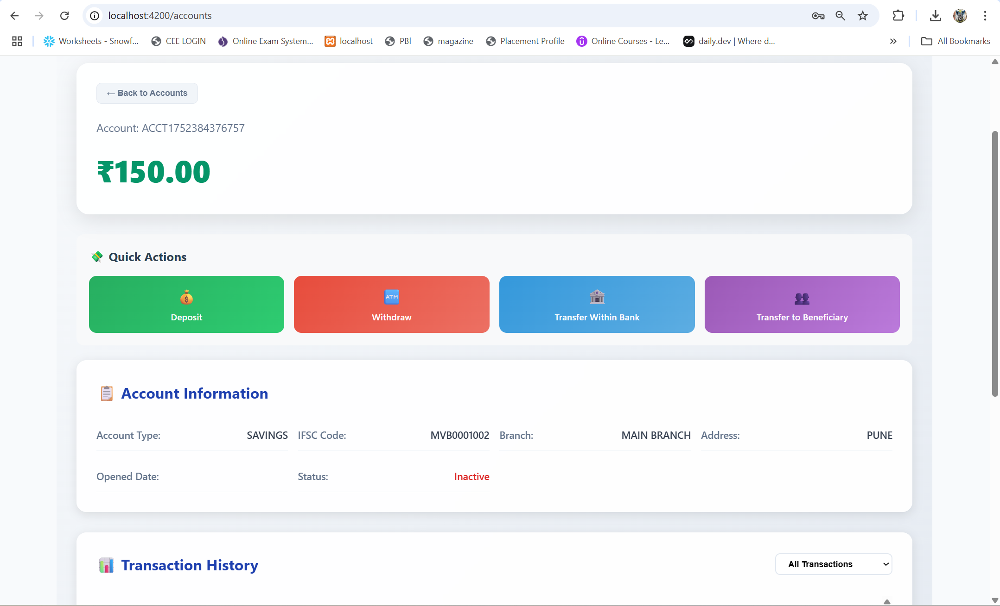 localhost:4200/accounts
Worksheets - Snowf... CEE LOGIN Online Exam System... localhost PBI magazine Placement Profile Online Courses - Le... daily.dev | Where d... » All Bookmarks
← Back to Accounts
Account: ACCT1752384376757
₹150.00
Quick Actions
ATM
Deposit Withdraw Transfer Within Bank Transfer to Beneficiary
Account Information
Account Type: SAVINGS IFSC Code: MVB0001002 Branch: MAIN BRANCH Address: PUNE
Opened Date: Status: Inactive
Transaction History All Transactions